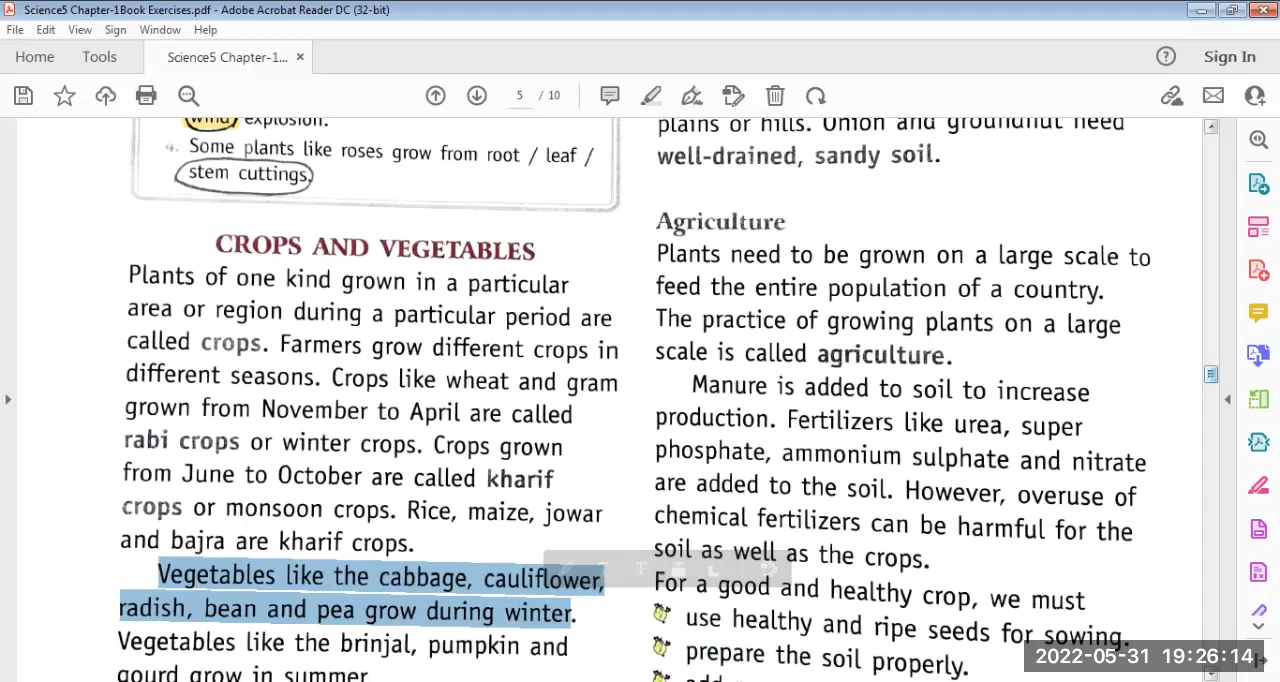 Science5 Chapter-1Book Exercises.pdf - Adobe Acrobat Reader DC (32-bit)
File Edit View Sign Window Help
Home Tools Science5 Chapter-1... × Sign In
5 / 10
wind explosion.
4. Some plants like roses grow from root / leaf /
stem cuttings.
CROPS AND VEGETABLES
Plants of one kind grown in a particular
area or region during a particular period are
called crops. Farmers grow different crops in
different seasons. Crops like wheat and gram
grown from November to April are called
rabi crops or winter crops. Crops grown
from June to October are called kharif
crops or monsoon crops. Rice, maize, jowar
and bajra are kharif crops.
Vegetables like the cabbage, cauliflower,
radish, bean and pea grow during winter.
Vegetables like the brinjal, pumpkin and
gourd grow in summer
plains or hills. Onion and groundnut need
well-drained, sandy soil.
Agriculture
Plants need to be grown on a large scale to
feed the entire population of a country.
The practice of growing plants on a large
scale is called agriculture.
Manure is added to soil to increase
production. Fertilizers like urea, super
phosphate, ammonium sulphate and nitrate
are added to the soil. However, overuse of
chemical fertilizers can be harmful for the
soil as well as the crops.
For a good and healthy crop, we must
use healthy and ripe seeds for sowing.
prepare the soil properly.
2022-05-31 19:26:14